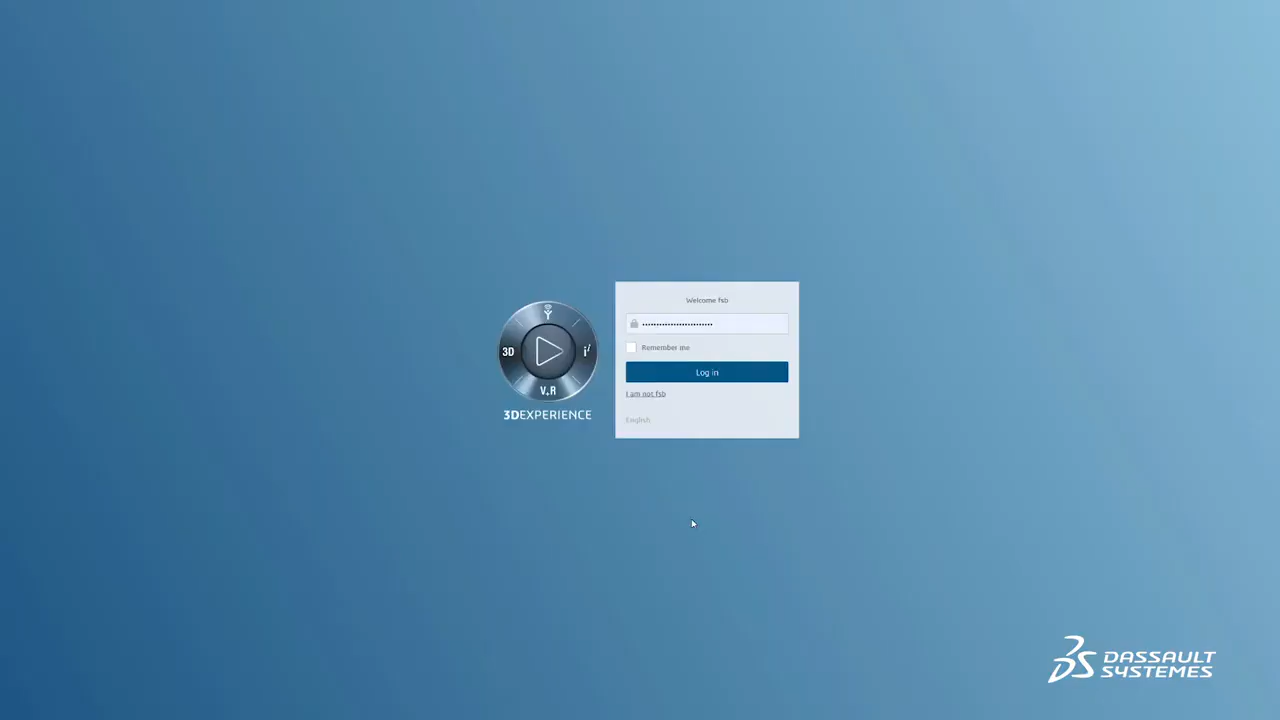 Welcome fsb
Remember me
Log in
I am not fsb
English
3D
V.R
i
3DEXPERIENCE
DASSAULT
SYSTEMES